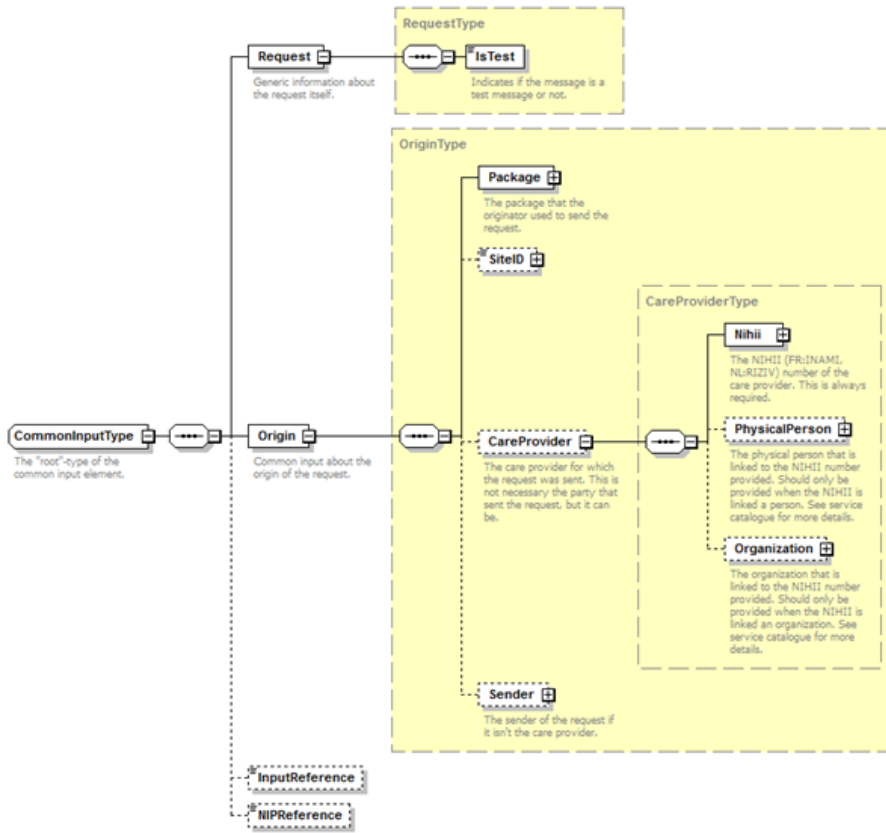 RequestType
Request
IsTest
Generic information about
the request itself.
Indicates if the message is a
test message or not.
OriginType
Package
The package that the
originator used to send the
request.
SiteID
CareProviderType
Nihii
The NIHII (FR:INAMI,
NL:RIZIV) number of the
care provider. This is always
required.
CommonInputType
The "root"-type of the
common input element.
Origin
Common input about the
origin of the request.
CareProvider
The care provider for which
the request was sent. This is
not necessary the party that
sent the request, but it can
be.
PhysicalPerson
The physical person that is
linked to the NIHII number
provided. Should only be
provided when the NIHII is
linked a person. See service
catalogue for more details.
Organization
The organization that is
linked to the NIHII number
provided. Should only be
provided when the NIHII is
linked an organization. See
service catalogue for more
details.
Sender
The sender of the request if
it isn't the care provider.
InputReference
NIPReference